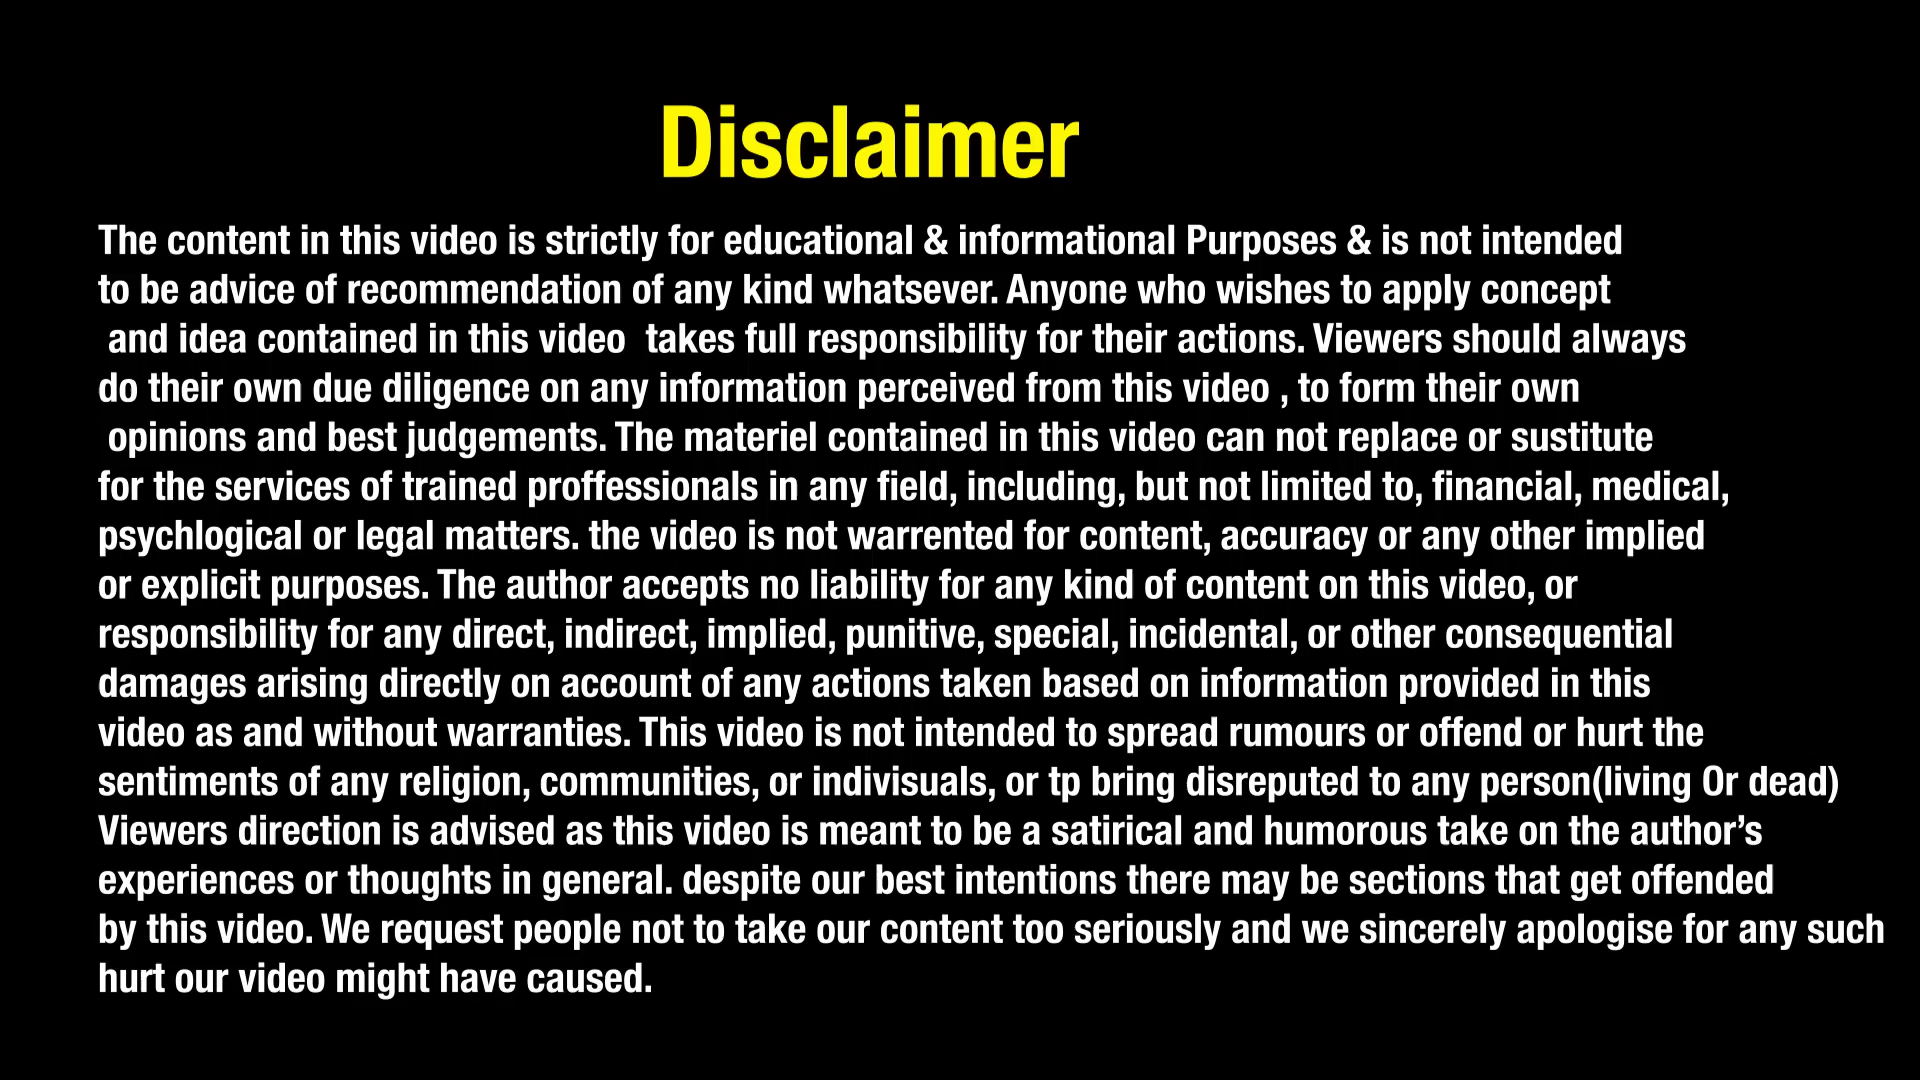 Disclaimer
The content in this video is strictly for educational & informational Purposes & is not intended
to be advice of recommendation of any kind whatsever. Anyone who wishes to apply concept
and idea contained in this video  takes full responsibility for their actions. Viewers should always
do their own due diligence on any information perceived from this video , to form their own
opinions and best judgements. The materiel contained in this video can not replace or sustitute
for the services of trained proffessionals in any field, including, but not limited to, financial, medical,
psychlogical or legal matters. the video is not warrented for content, accuracy or any other implied
or explicit purposes. The author accepts no liability for any kind of content on this video, or
responsibility for any direct, indirect, implied, punitive, special, incidental, or other consequential
damages arising directly on account of any actions taken based on information provided in this
video as and without warranties. This video is not intended to spread rumours or offend or hurt the
sentiments of any religion, communities, or indivisuals, or tp bring disreputed to any person(living Or dead)
Viewers direction is advised as this video is meant to be a satirical and humorous take on the author’s
experiences or thoughts in general. despite our best intentions there may be sections that get offended
by this video. We request people not to take our content too seriously and we sincerely apologise for any such
hurt our video might have caused.